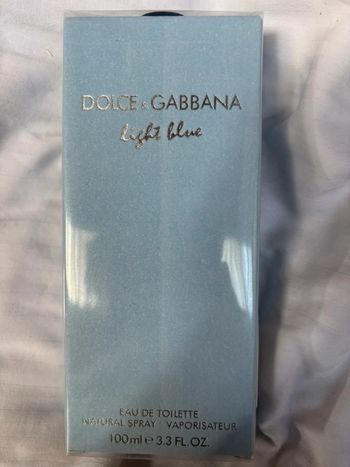 DOLCE & GABBANA
light blue
EAU DE TOILETTE
NATURAL SPRAY VAPORISATEUR
100ml ℮ 3.3 FL.OZ.